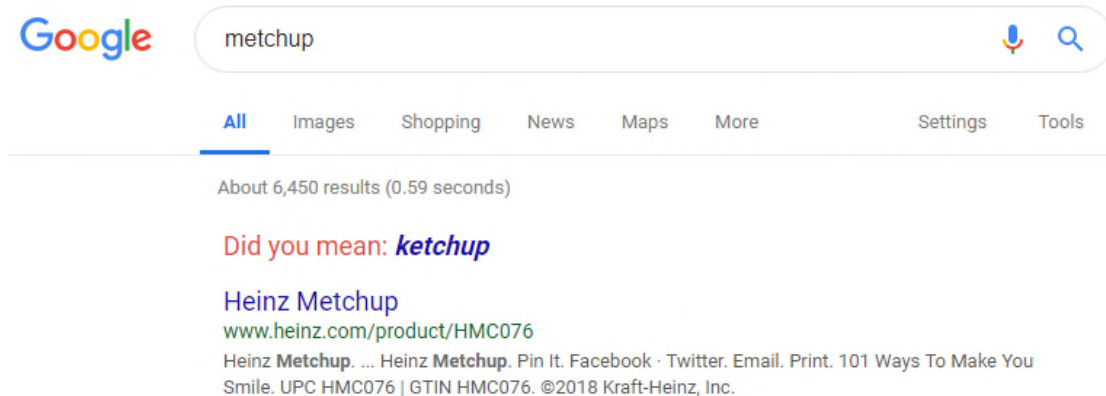 Google metchup
All Images Shopping News Maps More Settings Tools
About 6,450 results (0.59 seconds)
Did you mean: ketchup
Heinz Metchup
www.heinz.com/product/HMC076
Heinz Metchup. ... Heinz Metchup. Pin It. Facebook · Twitter. Email. Print. 101 Ways To Make You
Smile. UPC HMC076 | GTIN HMC076. ©2018 Kraft-Heinz, Inc.